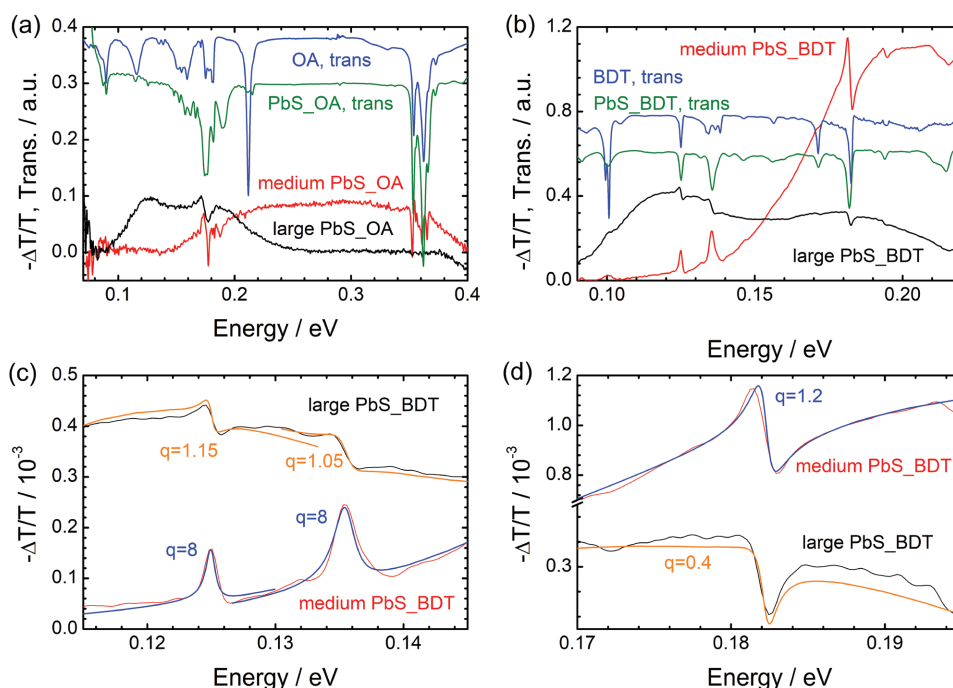 (a)
-ΔT/T, Trans. / a.u.
0.4
0.3
0.2
0.1
0.0
OA, trans
PbS_OA, trans
medium PbS_OA
large PbS_OA
0.1 0.2 0.3 0.4
Energy / eV
(b)
-ΔT/T, Trans. / a.u.
1.2
0.8
0.4
0.0
medium PbS_BDT
BDT, trans
PbS_BDT, trans
large PbS_BDT
0.10 0.15 0.20
Energy / eV
(c)
-ΔT/T / 10⁻³
0.5
0.4
0.3
0.2
0.1
0.0
large PbS_BDT
q=1.15
q=1.05
q=8
q=8
medium PbS_BDT
0.12 0.13 0.14
Energy / eV
(d)
-ΔT/T / 10⁻³
1.2
1.0
0.8
0.3
q=1.2
medium PbS_BDT
large PbS_BDT
q=0.4
0.17 0.18 0.19
Energy / eV